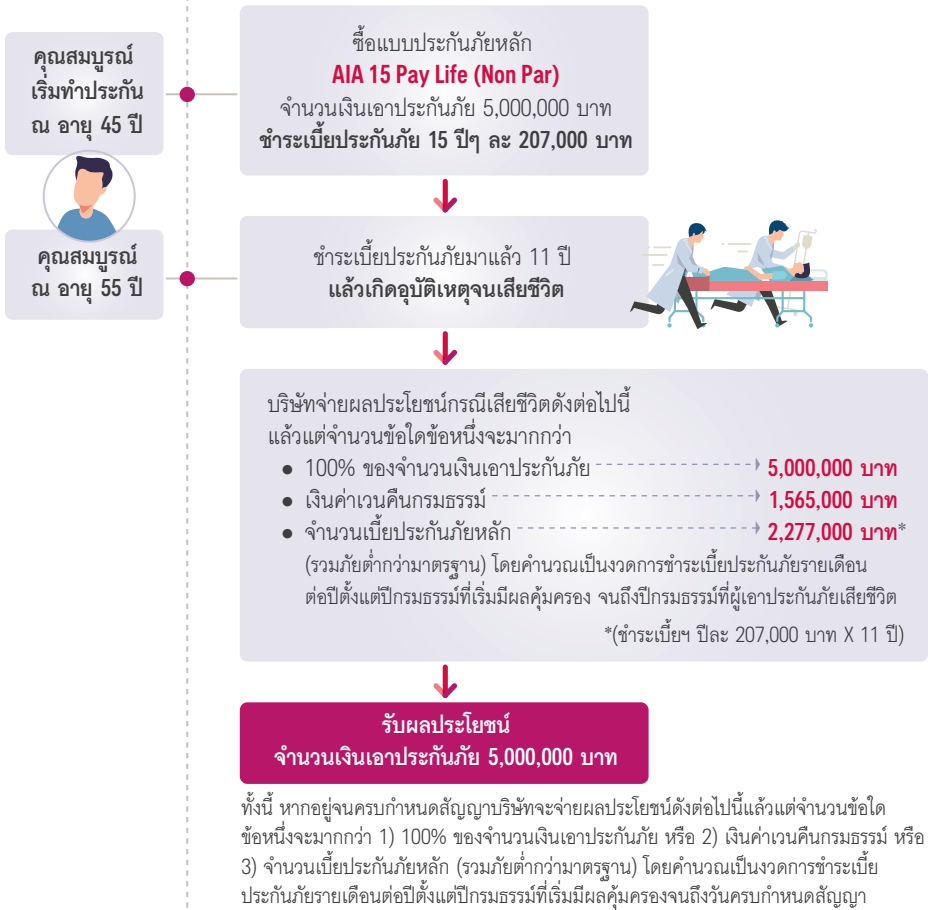 คุณสมบูรณ์
เริ่มทำประกัน
ณ อายุ 45 ปี
ซื้อแบบประกันภัยหลัก
AIA 15 Pay Life (Non Par)
จำนวนเงินเอาประกันภัย 5,000,000 บาท
ชำระเบี้ยประกันภัย 15 ปีๆ ละ 207,000 บาท
คุณสมบูรณ์
ณ อายุ 55 ปี
ชำระเบี้ยประกันภัยมาแล้ว 11 ปี
แล้วเกิดอุบัติเหตุจนเสียชีวิต
บริษัทจ่ายผลประโยชน์กรณีเสียชีวิตดังต่อไปนี้
แล้วแต่จำนวนข้อใดข้อหนึ่งจะมากกว่า
● 100% ของจำนวนเงินเอาประกันภัย 5,000,000 บาท
● เงินค่าเวนคืนกรมธรรม์ 1,565,000 บาท
● จำนวนเบี้ยประกันภัยหลัก 2,277,000 บาท*
(รวมภัยต่ำกว่ามาตรฐาน) โดยคำนวณเป็นงวดการชำระเบี้ยประกันภัยรายเดือน
ต่อปีตั้งแต่ปีกรมธรรม์ที่เริ่มมีผลคุ้มครอง จนถึงปีกรมธรรม์ที่ผู้เอาประกันภัยเสียชีวิต
*(ชำระเบี้ยฯ ปีละ 207,000 บาท X 11 ปี)
รับผลประโยชน์
จำนวนเงินเอาประกันภัย 5,000,000 บาท
ทั้งนี้ หากอยู่จนครบกำหนดสัญญาบริษัทจะจ่ายผลประโยชน์ดังต่อไปนี้แล้วแต่จำนวนข้อใด
ข้อหนึ่งจะมากกว่า 1) 100% ของจำนวนเงินเอาประกันภัย หรือ 2) เงินค่าเวนคืนกรมธรรม์ หรือ
3) จำนวนเบี้ยประกันภัยหลัก (รวมภัยต่ำกว่ามาตรฐาน) โดยคำนวณเป็นงวดการชำระเบี้ย
ประกันภัยรายเดือนต่อปีตั้งแต่ปีกรมธรรม์ที่เริ่มมีผลคุ้มครองจนถึงวันครบกำหนดสัญญา